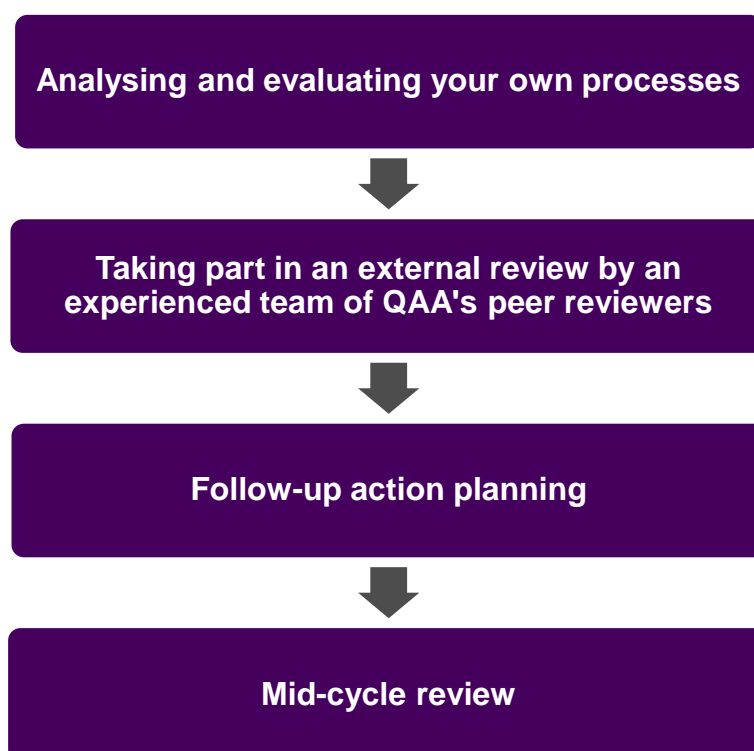 Analysing and evaluating your own processes
Taking part in an external review by an
experienced team of QAA's peer reviewers
Follow-up action planning
Mid-cycle review